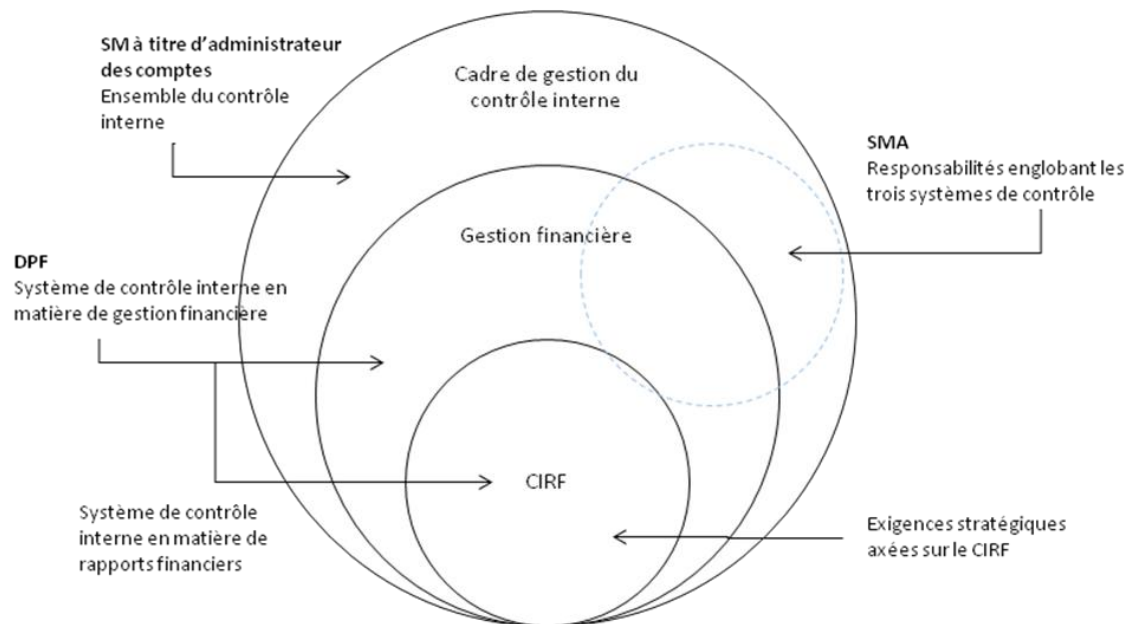 SM à titre d'administrateur
des comptes
Ensemble du contrôle
interne
Cadre de gestion du
contrôle interne
SMA
Responsabilités englobant les
trois systèmes de contrôle
Gestion financière
DPF
Système de contrôle interne en
matière de gestion financière
CIRF
Système de contrôle
interne en matière de
rapports financiers
Exigences stratégiques
axées sur le CIRF